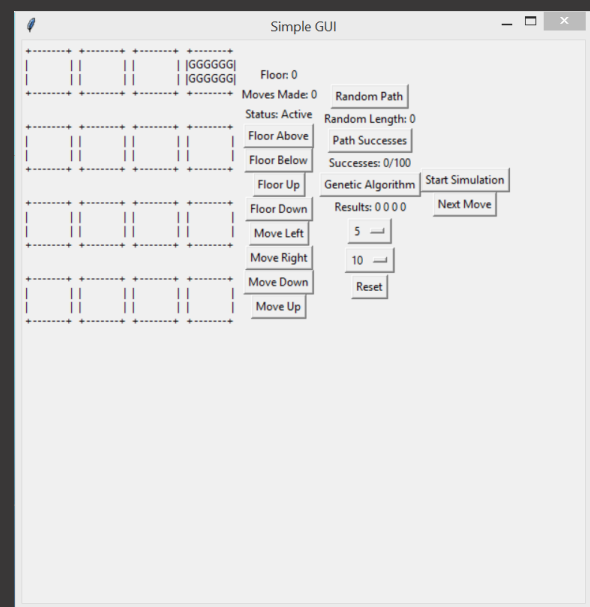 Simple GUI
+-------+ +-------+ +-------+ +-------+
|       | |       | |       | |GGGGGG|
|       | |       | |       | |GGGGGG|
+-------+ +-------+ +-------+ +-------+
+-------+ +-------+ +-------+ +-------+
|       | |       | |       | |       |
|       | |       | |       | |       |
+-------+ +-------+ +-------+ +-------+
+-------+ +-------+ +-------+ +-------+
|       | |       | |       | |       |
|       | |       | |       | |       |
+-------+ +-------+ +-------+ +-------+
+-------+ +-------+ +-------+ +-------+
|       | |       | |       | |       |
|       | |       | |       | |       |
+-------+ +-------+ +-------+ +-------+
Floor: 0
Moves Made: 0
Status: Active
Floor Above
Floor Below
Floor Up
Floor Down
Move Left
Move Right
Move Down
Move Up
Random Path
Random Length: 0
Path Successes
Successes: 0/100
Genetic Algorithm
Results: 0 0 0 0
5
10
Reset
Start Simulation
Next Move